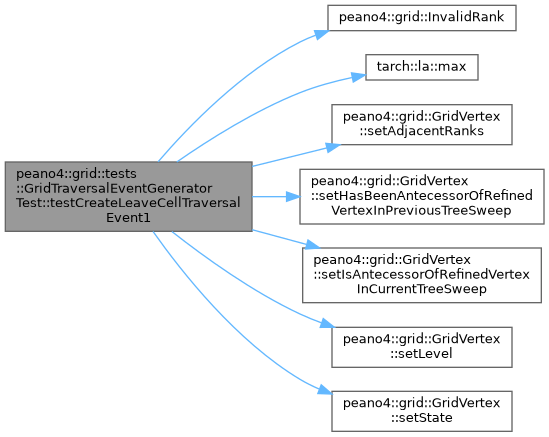 peano4::grid::tests
::GridTraversalEventGenerator
Test::testCreateLeaveCellTraversal
Event1
peano4::grid::InvalidRank
tarch::la::max
peano4::grid::GridVertex
::setAdjacentRanks
peano4::grid::GridVertex
::setHasBeenAntecessorOfRefined
VertexInPreviousTreeSweep
peano4::grid::GridVertex
::setIsAntecessorOfRefinedVertex
InCurrentTreeSweep
peano4::grid::GridVertex
::setLevel
peano4::grid::GridVertex
::setState